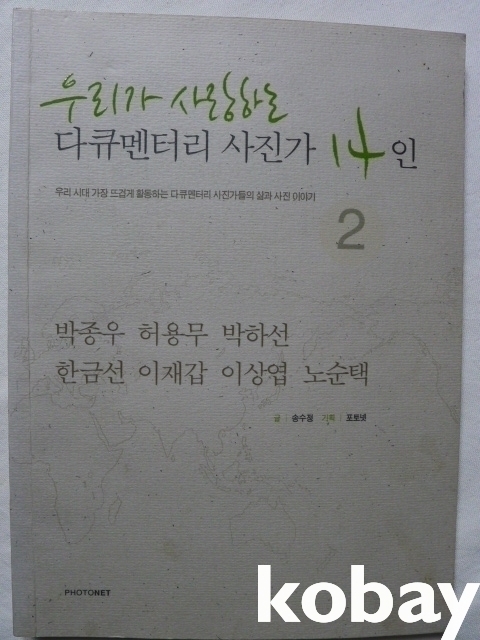 우리가 사랑하는
다큐멘터리 사진가 14인
우리 시대 가장 뜨겁게 활동하는 다큐멘터리 사진가들의 삶과 사진 이야기
2
박종우 허용무 박하선
한금선 이재갑 이상엽 노순택
글 | 송수정 기획 | 포토넷
PHOTONET
kobay